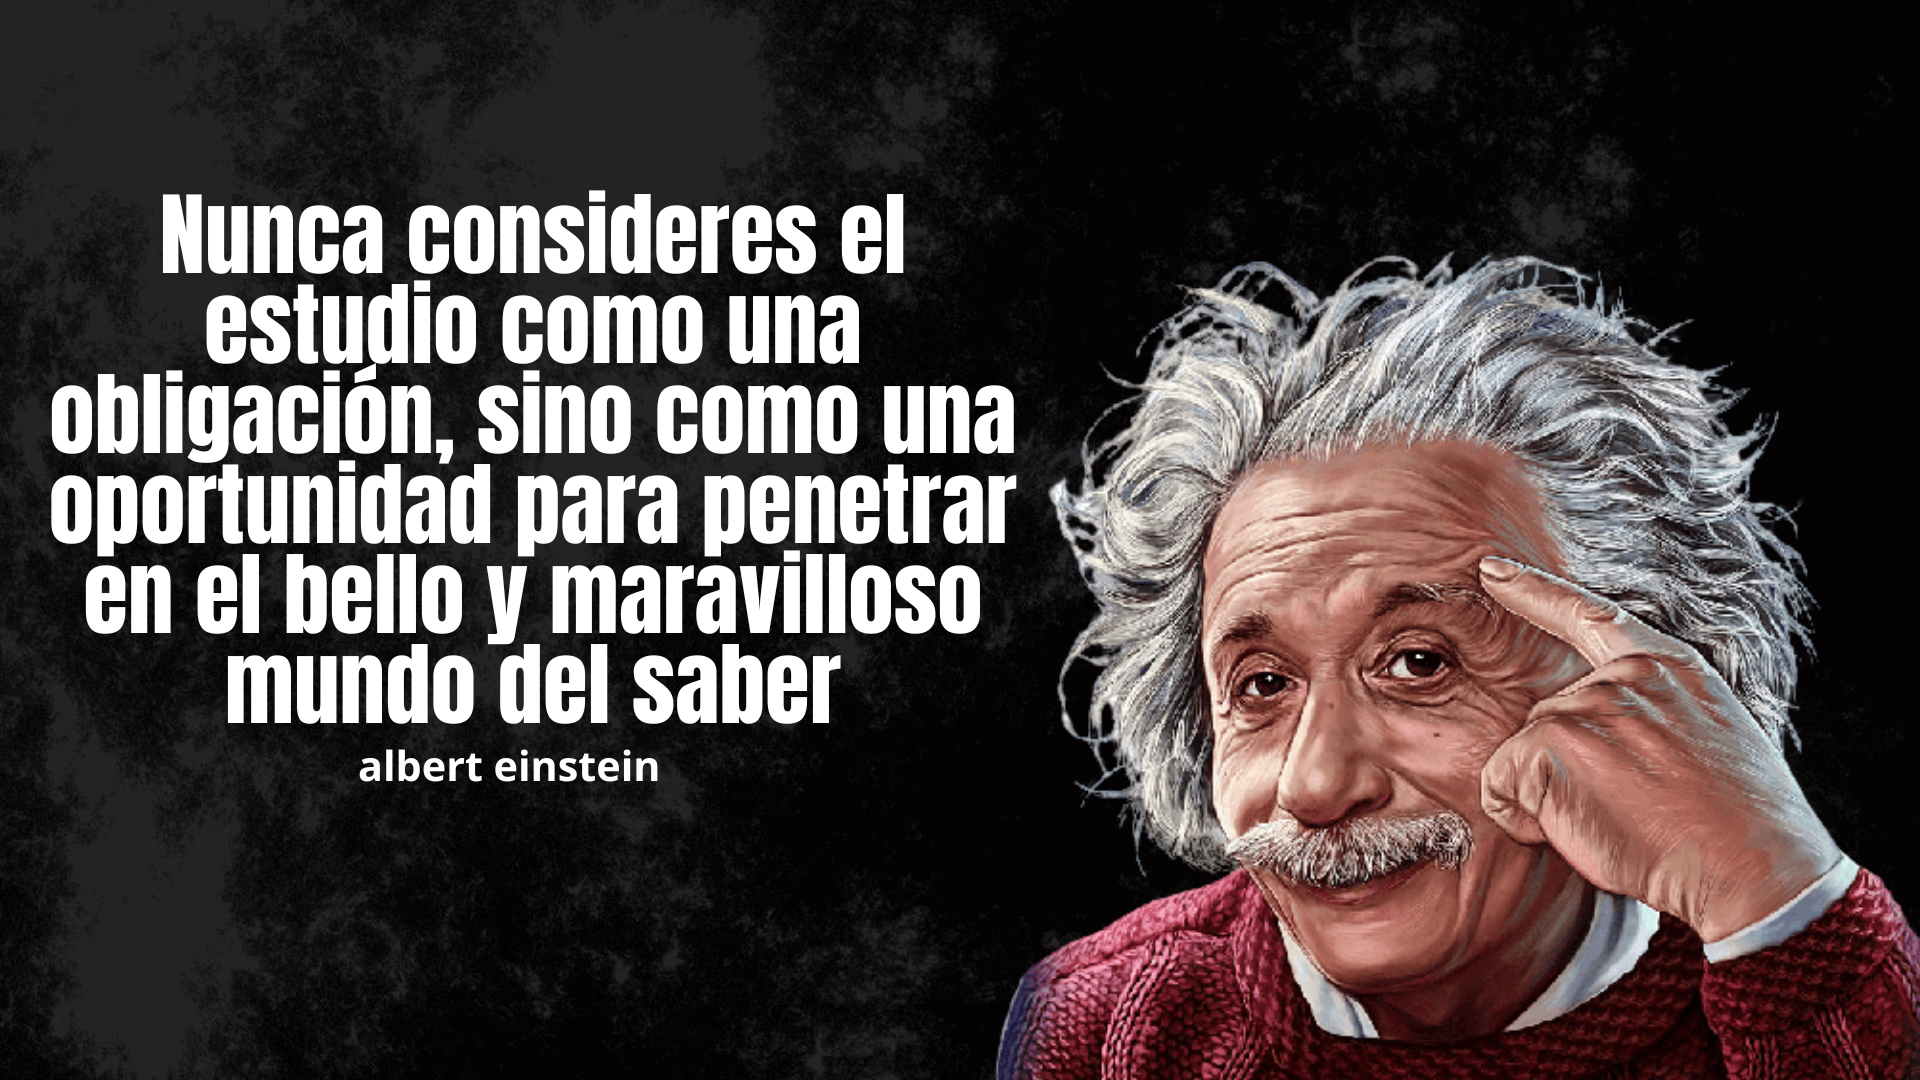 Nunca consideres el
estudio como una
obligación, sino como una
oportunidad para penetrar
en el bello y maravilloso
mundo del saber
albert einstein